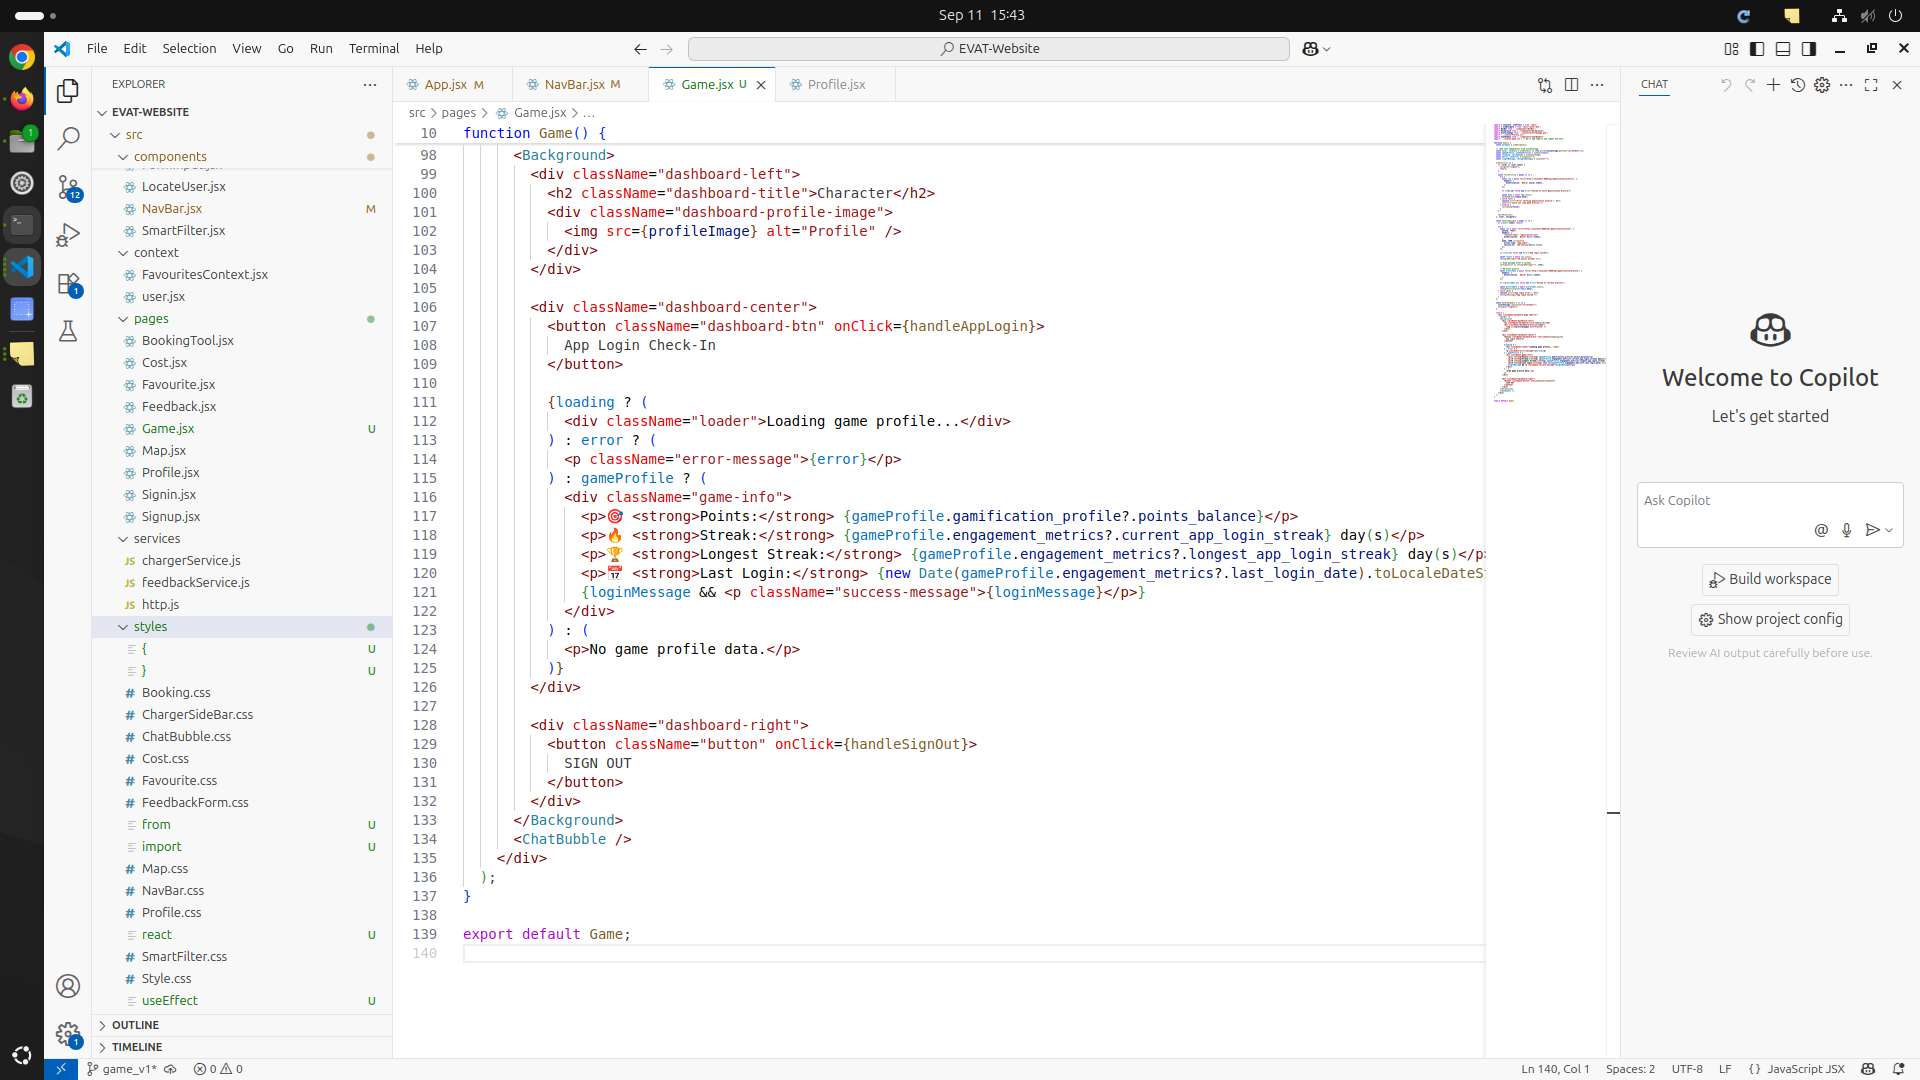 Sep 11 15:43
File Edit Selection View Go Run Terminal Help
EVAT-Website
EXPLORER
App.jsx M
NavBar.jsx M
Game.jsx U
Profile.jsx
CHAT
EVAT-WEBSITE
src
components
LocateUser.jsx
NavBar.jsx M
SmartFilter.jsx
context
FavouritesContext.jsx
user.jsx
pages
BookingTool.jsx
Cost.jsx
Favourite.jsx
Feedback.jsx
Game.jsx U
Map.jsx
Profile.jsx
Signin.jsx
Signup.jsx
services
JS chargerService.js
JS feedbackService.js
JS http.js
styles
{ U
} U
# Booking.css
# ChargerSideBar.css
# ChatBubble.css
# Cost.css
# Favourite.css
# FeedbackForm.css
from U
import U
# Map.css
# NavBar.css
# Profile.css
react U
# SmartFilter.css
# Style.css
useEffect U
OUTLINE
TIMELINE
1
12
1
1
src > pages > Game.jsx > ...
10 function Game() {
98 <Background>
99 <div className="dashboard-left">
100 <h2 className="dashboard-title">Character</h2>
101 <div className="dashboard-profile-image">
102 <img src={profileImage} alt="Profile" />
103 </div>
104 </div>
105
106 <div className="dashboard-center">
107 <button className="dashboard-btn" onClick={handleAppLogin}>
108 App Login Check-In
109 </button>
110
111 {loading ? (
112 <div className="loader">Loading game profile...</div>
113 ) : error ? (
114 <p className="error-message">{error}</p>
115 ) : gameProfile ? (
116 <div className="game-info">
117 <p>🎯 <strong>Points:</strong> {gameProfile.gamification_profile?.points_balance}</p>
118 <p>🔥 <strong>Streak:</strong> {gameProfile.engagement_metrics?.current_app_login_streak} day(s)</p>
119 <p>🏆 <strong>Longest Streak:</strong> {gameProfile.engagement_metrics?.longest_app_login_streak} day(s)</p>
120 <p>📅 <strong>Last Login:</strong> {new Date(gameProfile.engagement_metrics?.last_login_date).toLocaleDateSt
121 {loginMessage && <p className="success-message">{loginMessage}</p>}
122 </div>
123 ) : (
124 <p>No game profile data.</p>
125 )}
126 </div>
127
128 <div className="dashboard-right">
129 <button className="button" onClick={handleSignOut}>
130 SIGN OUT
131 </button>
132 </div>
133 </Background>
134 <ChatBubble />
135 </div>
136 );
137 }
138
139 export default Game;
140
Welcome to Copilot
Let's get started
Ask Copilot
Build workspace
Show project config
Review AI output carefully before use.
game_v1*
0 0
Ln 140, Col 1
Spaces: 2
UTF-8
LF
{} JavaScript JSX